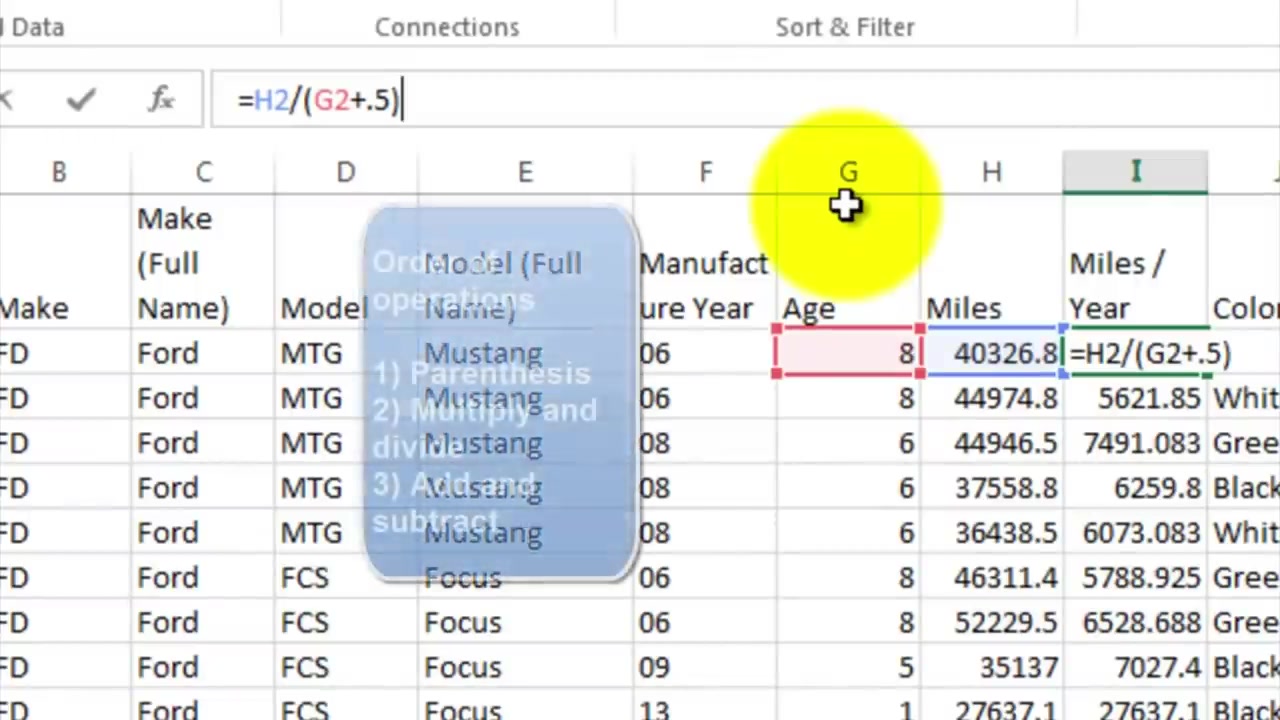 l Data Connections Sort & Filter
fx =H2/(G2+.5)
B C D E F G H I
Make
(Full Model (Full Manufact Miles /
Make Name) Model Name) ure Year Age Miles Year Color
FD Ford MTG Mustang 06 8 40326.8 =H2/(G2+.5)
FD Ford MTG Mustang 06 8 44974.8 5621.85 Whit
FD Ford MTG Mustang 08 6 44946.5 7491.083 Gree
FD Ford MTG Mustang 08 6 37558.8 6259.8 Black
FD Ford MTG Mustang 08 6 36438.5 6073.083 Whit
FD Ford FCS Focus 06 8 46311.4 5788.925 Gree
FD Ford FCS Focus 06 8 52229.5 6528.688 Gree
FD Ford FCS Focus 09 5 35137 7027.4 Black
FD Ford FCS Focus 13 1 27637.1 27637.1 Black
Order of
operations
1) Parenthesis
2) Multiply and
divide
3) Add and
subtract